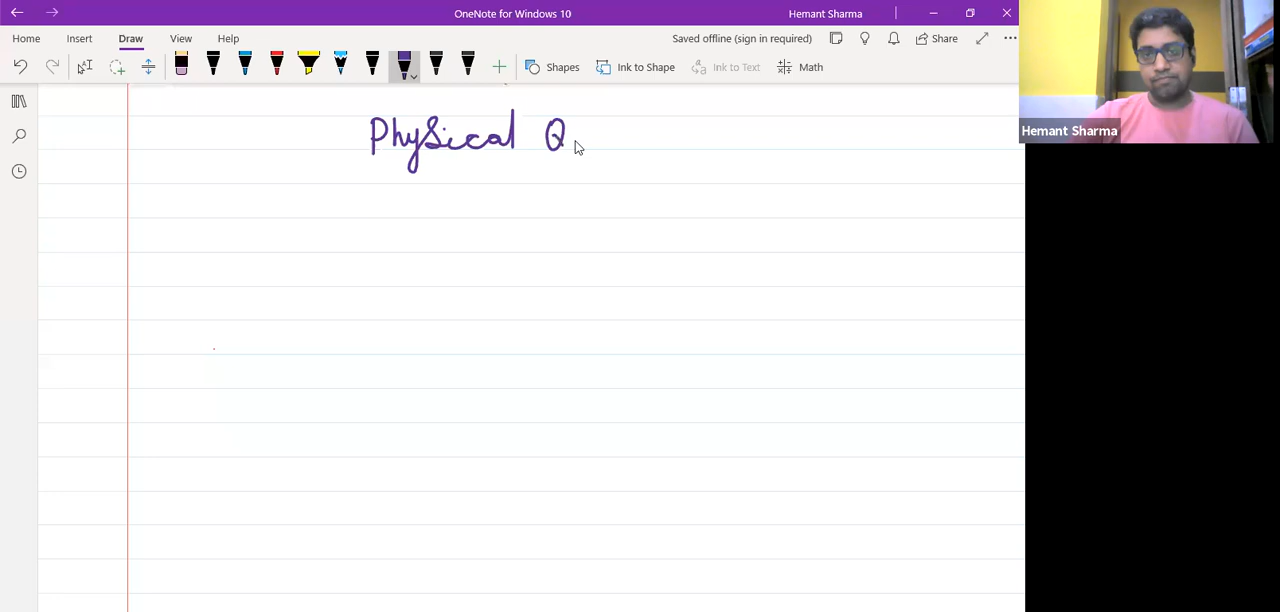 OneNote for Windows 10
Hemant Sharma
Home Insert Draw View Help
Saved offline (sign in required)
Share
Shapes
Ink to Shape
Ink to Text
Math
Hemant Sharma
Physical Q